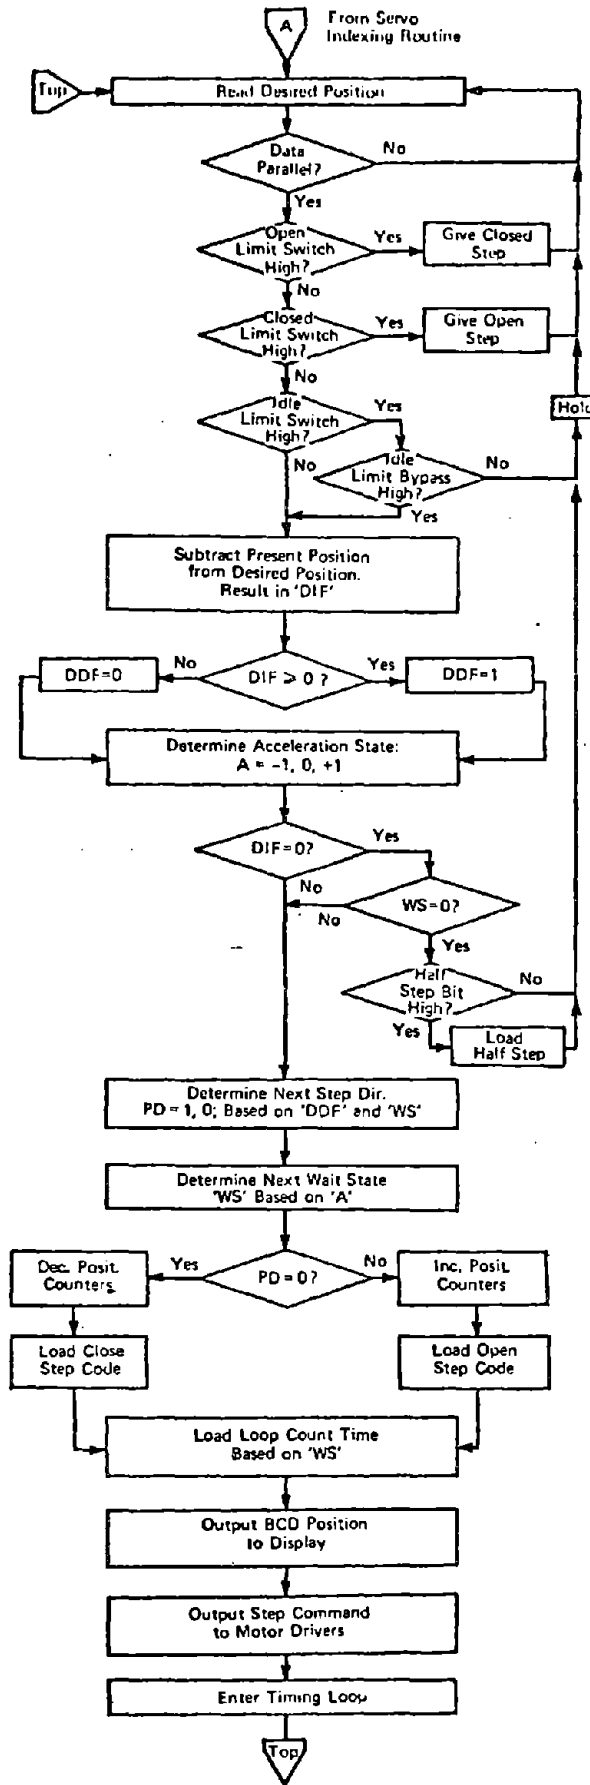 A
From Servo
Indexing Routine
Top
Read Desired Position
Data
Parallel?
No
Yes
Open
Limit Switch
High?
Yes
Give Closed
Step
No
Closed
Limit Switch
High?
Yes
Give Open
Step
No
Idle
Limit Switch
High?
Yes
Hold
No
Idle
Limit Bypass
High?
No
Yes
Subtract Present Position
from Desired Position.
Result in 'DIF'
DDF=0
No
DIF ⩾ 0 ?
Yes
DDF=1
Determine Acceleration State:
A = −1, 0, +1
DIF=0?
Yes
No
No
WS=0?
Yes
Half
Step Bit
High?
No
Yes
Load
Half Step
Determine Next Step Dir.
PD = 1, 0; Based on 'DDF' and 'WS'
Determine Next Wait State
'WS' Based on 'A'
Dec. Posit.
Counters
Yes
PD=0?
No
Inc. Posit.
Counters
Load Close
Step Code
Load Open
Step Code
Load Loop Count Time
Based on 'WS'
Output BCD Position
to Display
Output Step Command
to Motor Drivers
Enter Timing Loop
Top